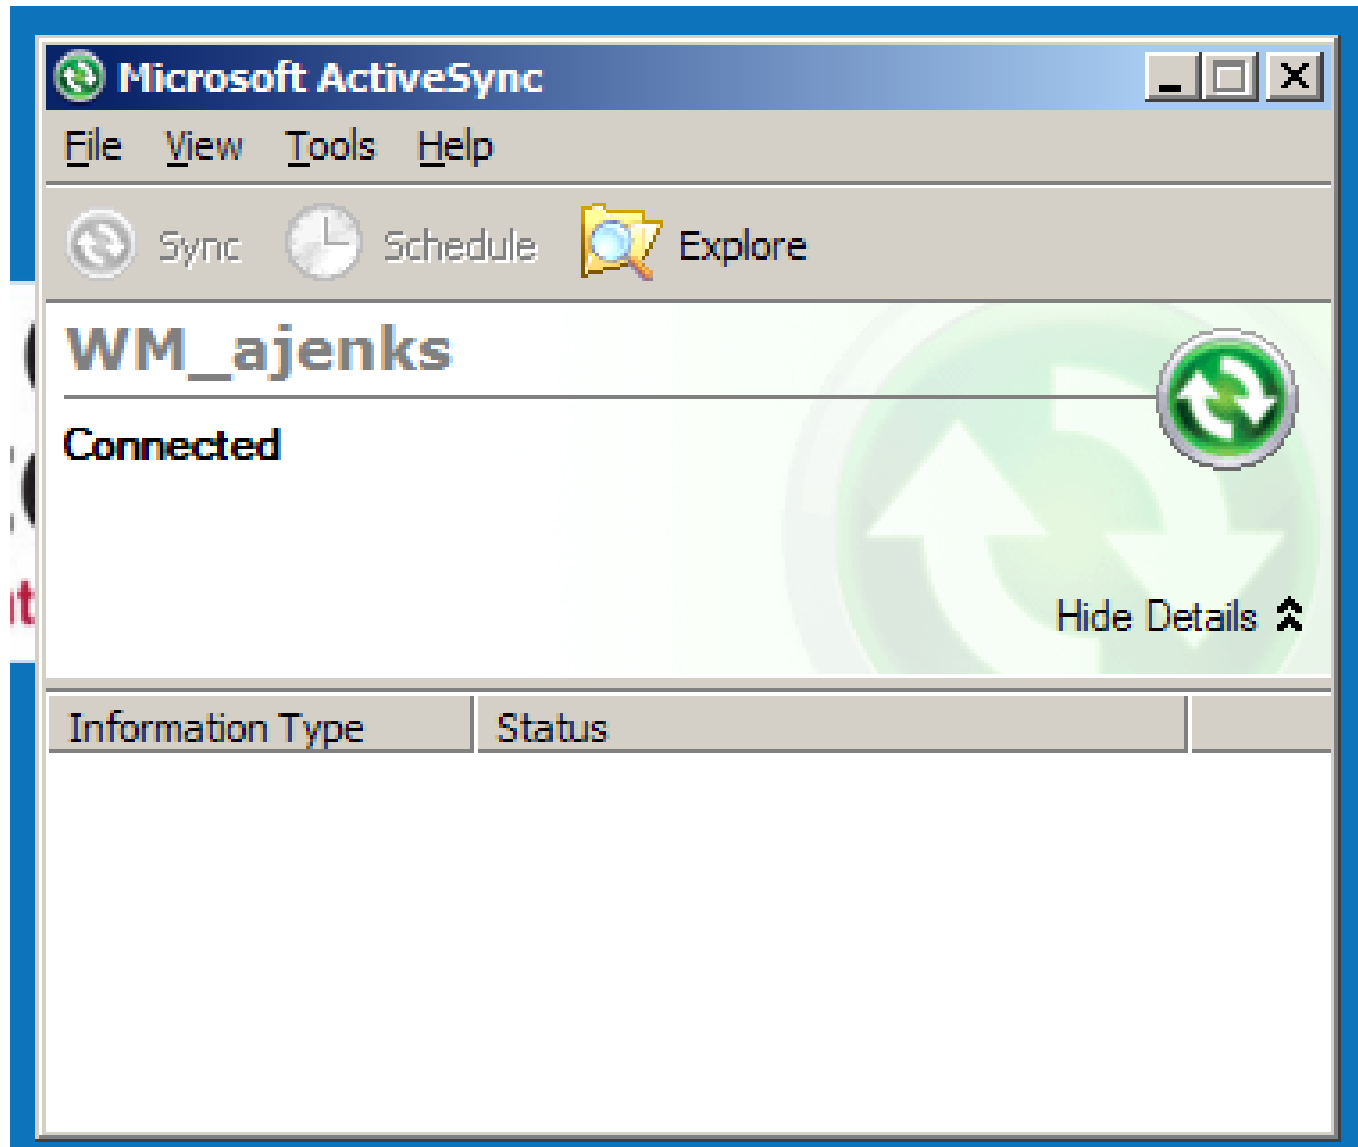 Microsoft ActiveSync
File View Tools Help
Sync Schedule Explore
WM_ajenks
Connected
Hide Details
Information Type Status